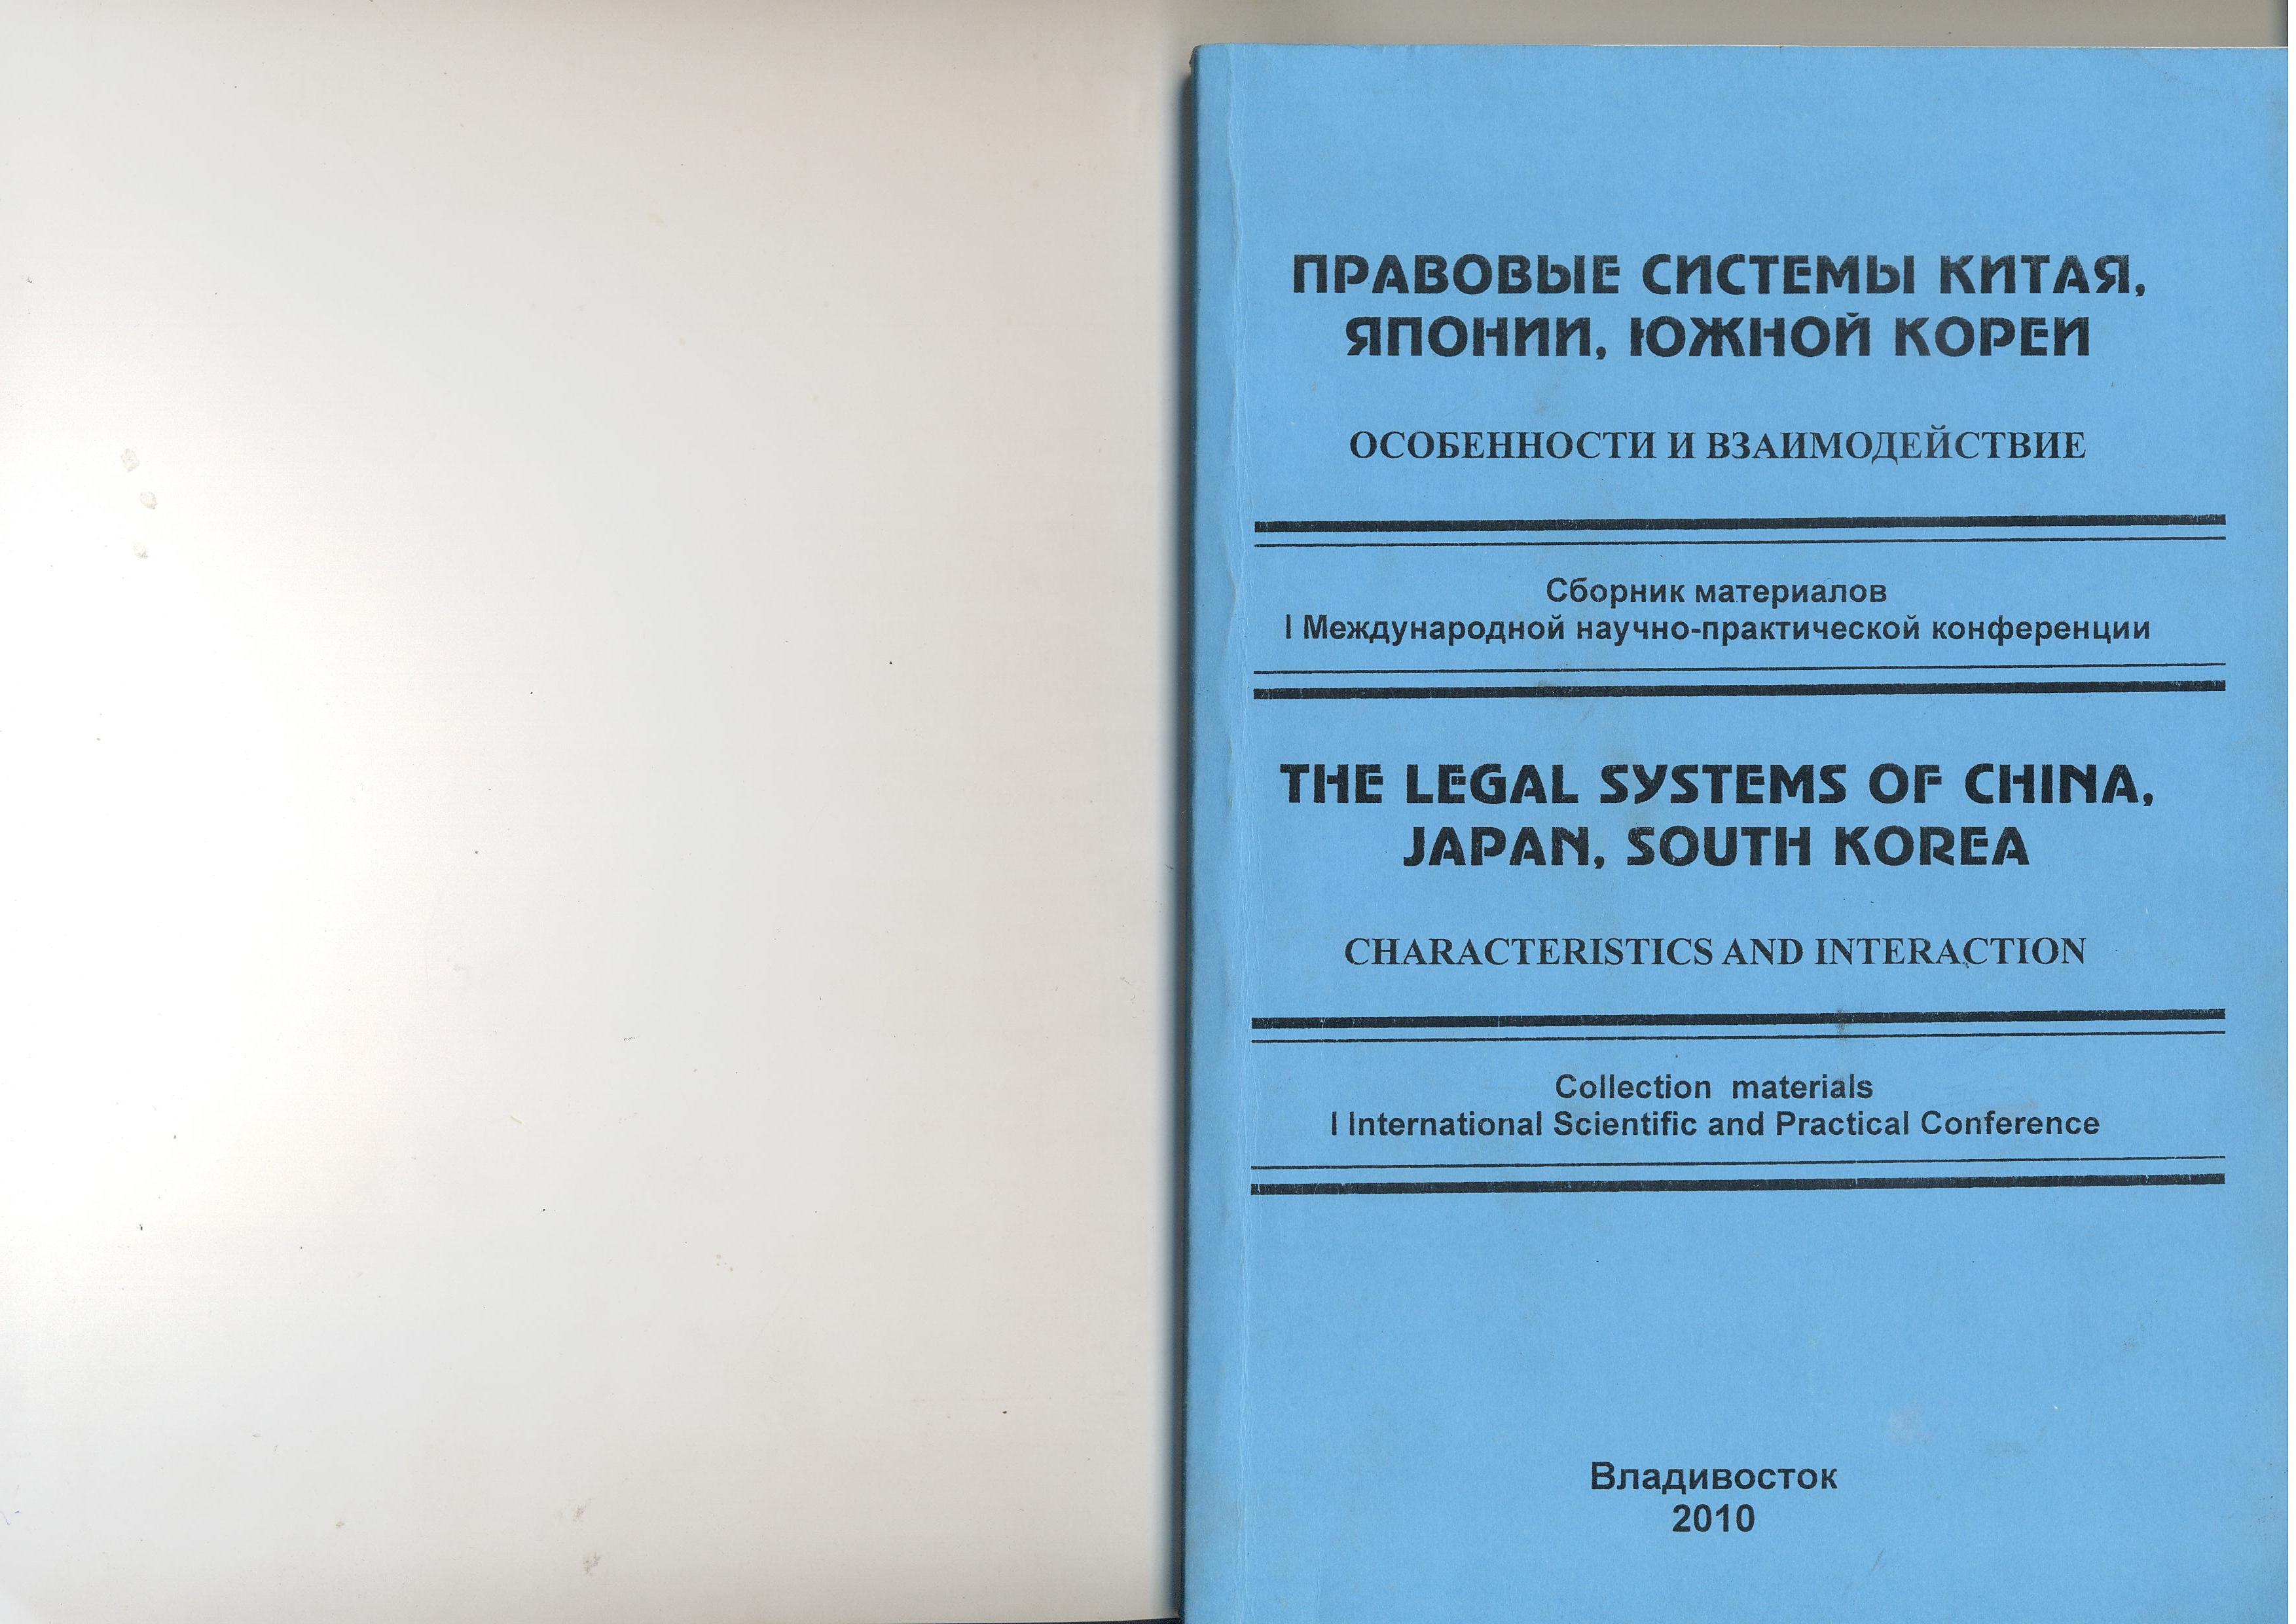 ПРАВОВЫЕ СИСТЕМЫ КИТАЯ,
ЯПОНИИ, ЮЖНОЙ КОРЕИ
ОСОБЕННОСТИ И ВЗАИМОДЕЙСТВИЕ
Сборник материалов
I Международной научно-практической конференции
THE LEGAL SYSTEMS OF CHINA,
JAPAN, SOUTH KOREA
CHARACTERISTICS AND INTERACTION
Collection materials
I International Scientific and Practical Conference
Владивосток
2010